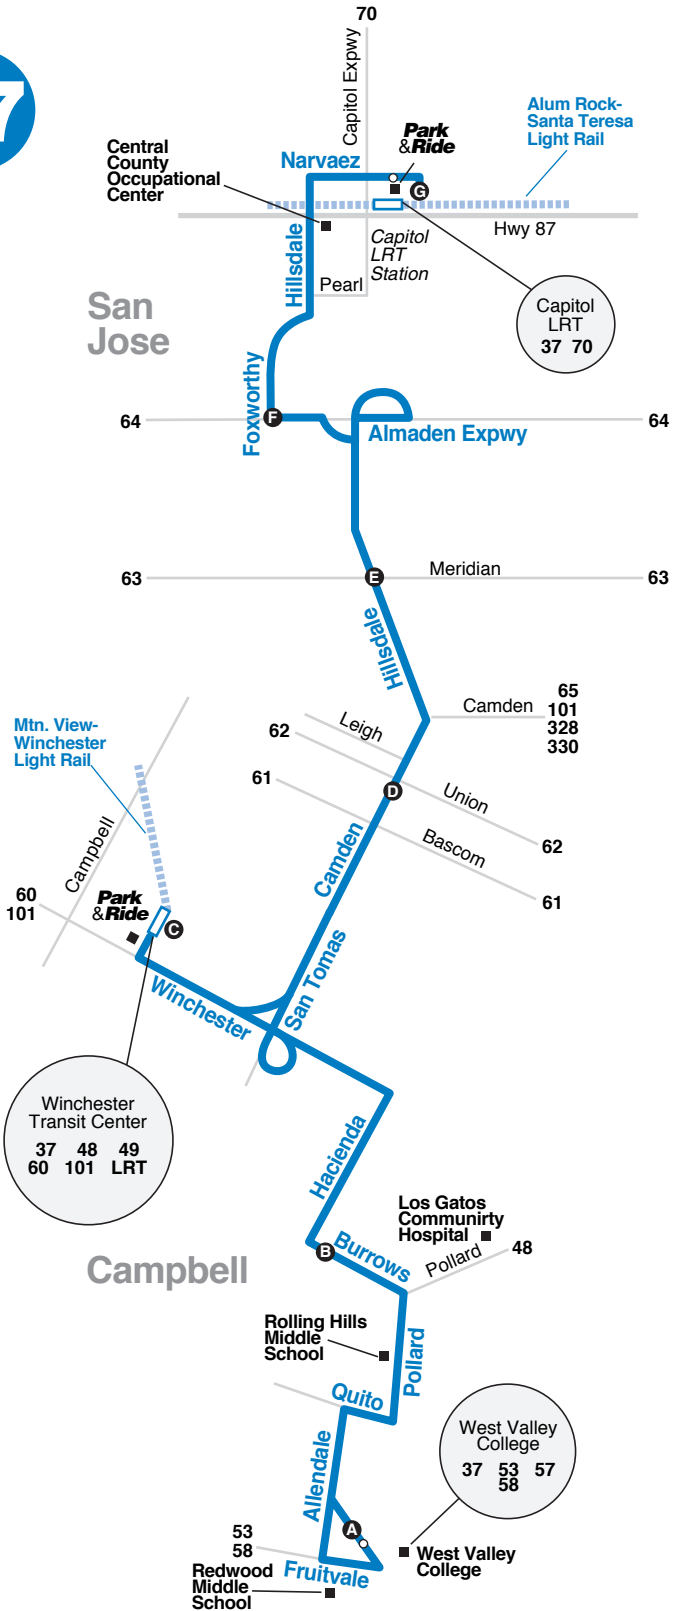 70
Capitol Expwy
7
Alum Rock-
Santa Teresa
Light Rail
Park
&Ride
Central
County
Occupational
Center
Narvaez
G
Hwy 87
Capitol
LRT
Station
Hillsdale
Pearl
San
Jose
Capitol
LRT
37 70
Foxworthy
F
64
64
Almaden Expwy
63
E
Meridian
63
Hillsdale
Camden
65
101
328
330
Leigh
62
Mtn. View-
Winchester
Light Rail
61
D
Union
62
Bascom
61
Camden
Campbell
60
101
Park
&Ride
C
San Tomas
Winchester
Winchester
Transit Center
37 48 49
60 101 LRT
Hacienda
Los Gatos
Communirty
Hospital
Pollard
48
B
Burrows
Campbell
Rolling Hills
Middle
School
Pollard
Quito
West Valley
College
37 53 57
58
Allendale
A
53
58
Fruitvale
West Valley
College
Redwood
Middle
School